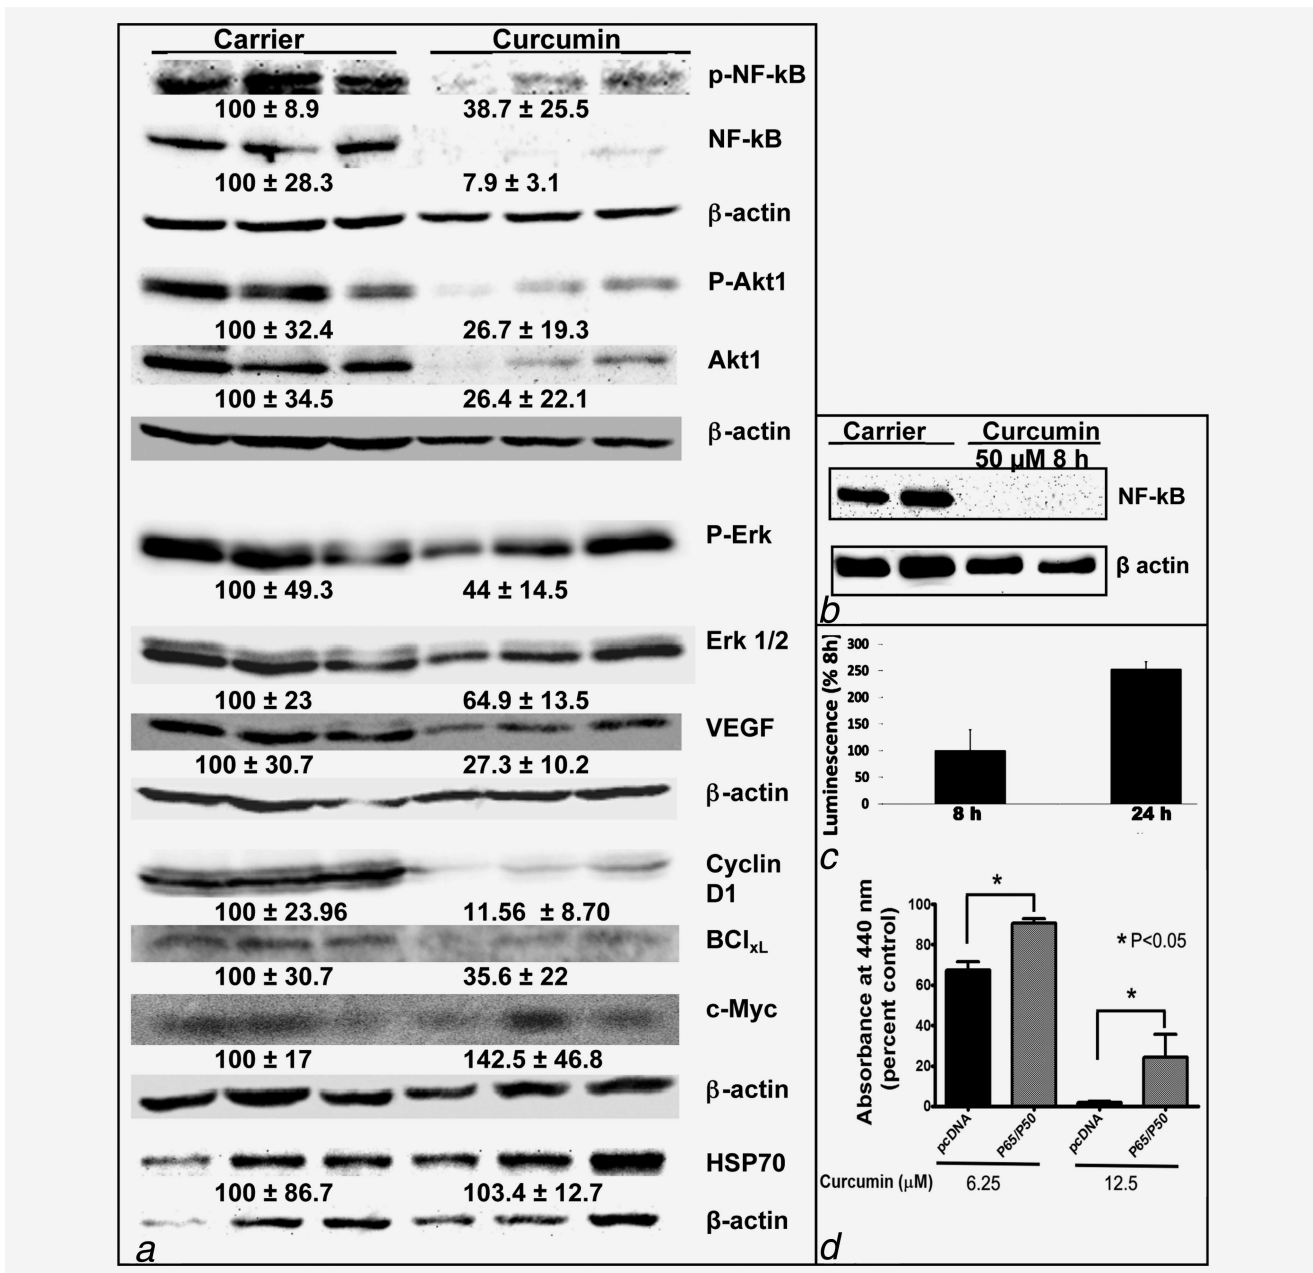 Carrier Curcumin
p-NF-kB
100 ± 8.9 38.7 ± 25.5
NF-kB
100 ± 28.3 7.9 ± 3.1
β-actin
P-Akt1
100 ± 32.4 26.7 ± 19.3
Akt1
100 ± 34.5 26.4 ± 22.1
β-actin
P-Erk
100 ± 49.3 44 ± 14.5
Erk 1/2
100 ± 23 64.9 ± 13.5
VEGF
100 ± 30.7 27.3 ± 10.2
β-actin
Cyclin
D1
100 ± 23.96 11.56 ± 8.70
BClxL
100 ± 30.7 35.6 ± 22
c-Myc
100 ± 17 142.5 ± 46.8
β-actin
HSP70
100 ± 86.7 103.4 ± 12.7
β-actin
a
Carrier Curcumin
50 µM 8 h
NF-kB
β actin
b
Luminescence (% 8h)
300
250
200
150
100
50
0
8 h 24 h
c
Absorbance at 440 nm
(percent control)
100
80
60
40
20
0
*
*
* P<0.05
pcDNA P65/P50 pcDNA P65/P50
Curcumin (µM) 6.25 12.5
d